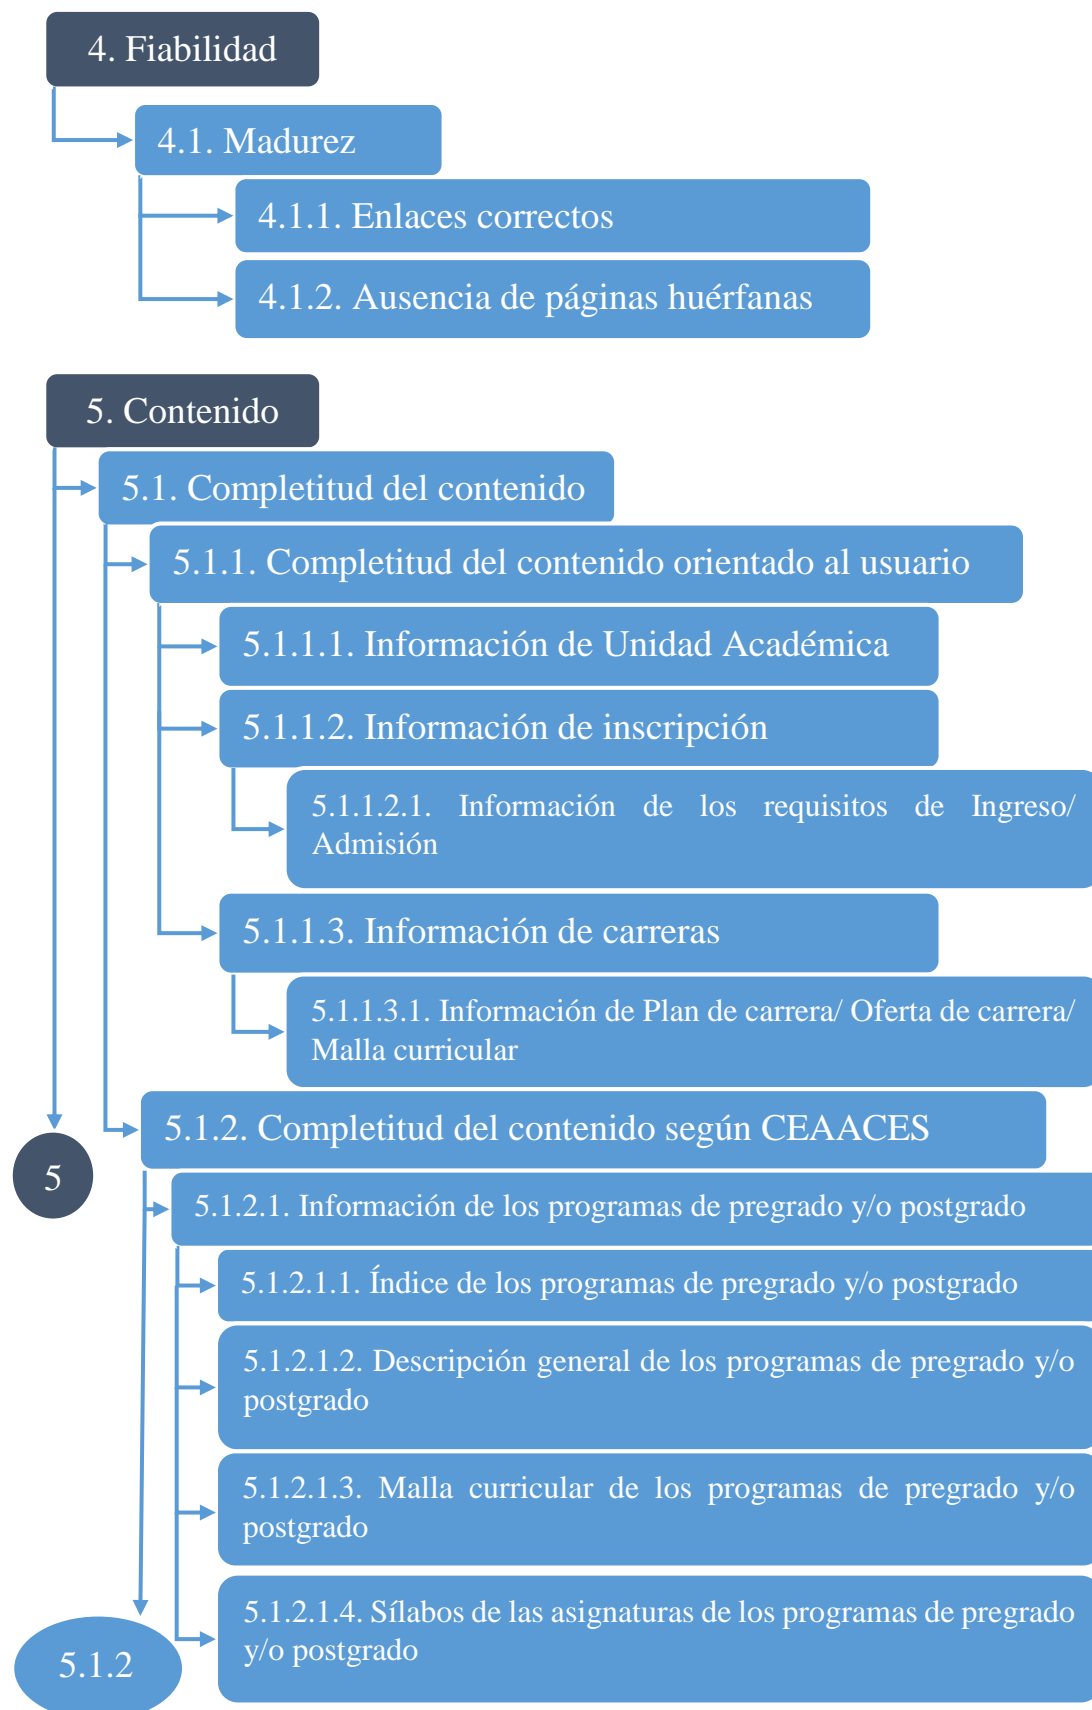 4. Fiabilidad
4.1. Madurez
4.1.1. Enlaces correctos
4.1.2. Ausencia de páginas huérfanas
5. Contenido
5.1. Completitud del contenido
5.1.1. Completitud del contenido orientado al usuario
5.1.1.1. Información de Unidad Académica
5.1.1.2. Información de inscripción
5.1.1.2.1. Información de los requisitos de Ingreso/
Admisión
5.1.1.3. Información de carreras
5.1.1.3.1. Información de Plan de carrera/ Oferta de carrera/
Malla curricular
5.1.2. Completitud del contenido según CEAACES
5
5.1.2.1. Información de los programas de pregrado y/o postgrado
5.1.2.1.1. Índice de los programas de pregrado y/o postgrado
5.1.2.1.2. Descripción general de los programas de pregrado y/o
postgrado
5.1.2.1.3. Malla curricular de los programas de pregrado y/o
postgrado
5.1.2.1.4. Sílabos de las asignaturas de los programas de pregrado
y/o postgrado
5.1.2